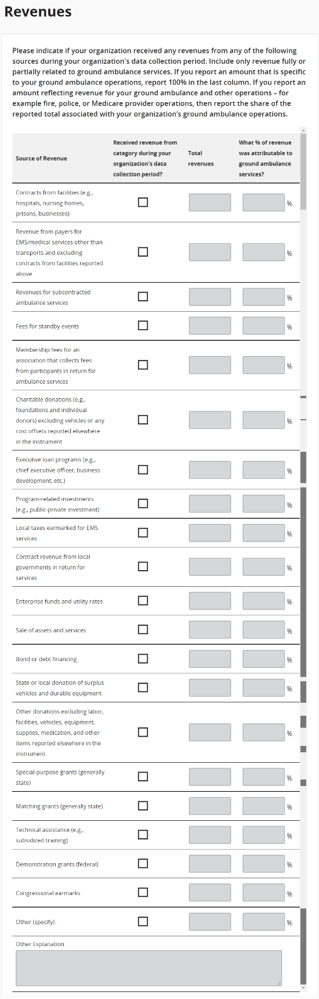 Revenues
Please indicate if your organization received any revenues from any of the following
sources during your organization's data collection period. Include only revenue fully or
partially related to ground ambulance services. If you report an amount that is specific
to your ground ambulance operations, report 100% in the last column. If you report an
amount reflecting revenue for your ground ambulance and other operations – for
example fire, police, or Medicare provider operations, then report the share of the
reported total associated with your organization's ground ambulance operations.
Source of Revenue
Received revenue from
category during your
organization's data
collection period?
Total
revenues
What % of revenue
was attributable to
ground ambulance
services?
Contracts from facilities (e.g.,
hospitals, nursing homes,
prisons, businesses)
%
Revenue from payers for
EMS/medical services other than
transports and excluding
contracts from facilities reported
above
%
Revenues for subcontracted
ambulance services
%
Fees for standby events
%
Membership fees for an
association that collects fees
from participants in return for
ambulance services
%
Charitable donations (e.g.,
foundations and individual
donors) excluding vehicles or any
cost offsets reported elsewhere
in the instrument
%
Executive loan programs (e.g.,
chief executive officer, business
development, etc.)
%
Program-related investments
(e.g., public-private investment)
%
Local taxes earmarked for EMS
services
%
Contract revenue from local
governments in return for
services
%
Enterprise funds and utility rates
%
Sale of assets and services
%
Bond or debt financing
%
State or local donation of surplus
vehicles and durable equipment
%
Other donations excluding labor,
facilities, vehicles, equipment,
supplies, medication, and other
items reported elsewhere in the
instrument
%
Special-purpose grants (generally
state)
%
Matching grants (generally state)
%
Technical assistance (e.g.,
subsidized training)
%
Demonstration grants (federal)
%
Congressional earmarks
%
Other (specify)
%
Other Explanation